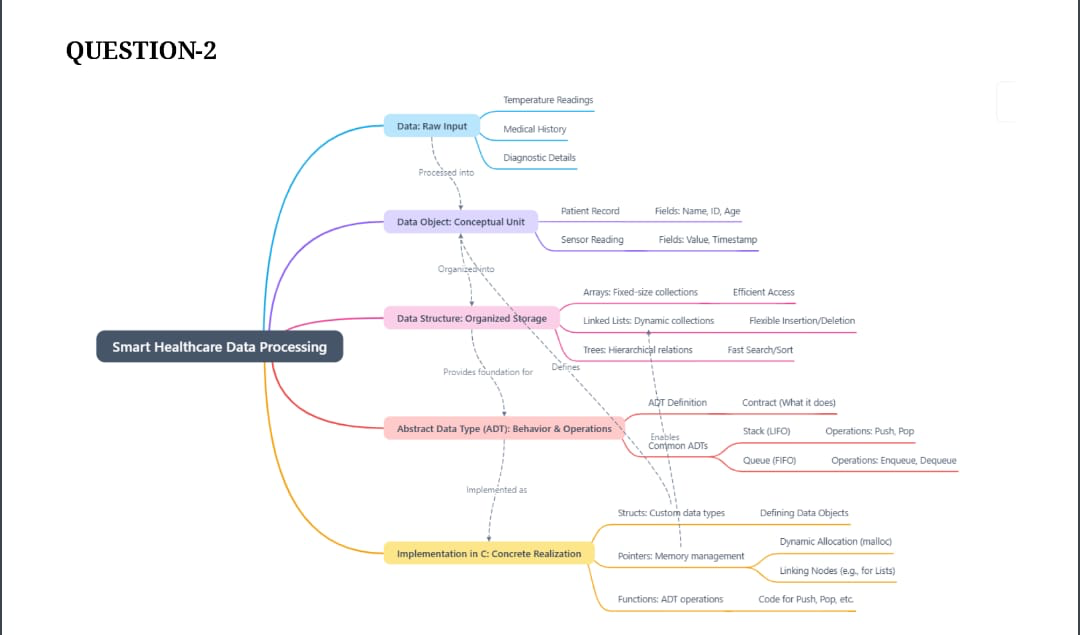 QUESTION-2
Temperature Readings
Data: Raw Input
Medical History
Diagnostic Details
Processed into
Patient Record Fields: Name, ID, Age
Data Object: Conceptual Unit
Sensor Reading Fields: Value, Timestamp
Organized into
Arrays: Fixed-size collections Efficient Access
Data Structure: Organized Storage
Linked Lists: Dynamic collections Flexible Insertion/Deletion
Smart Healthcare Data Processing
Trees: Hierarchical relations Fast Search/Sort
Defines
Provides foundation for
ADT Definition Contract (What it does)
Abstract Data Type (ADT): Behavior & Operations
Stack (LIFO) Operations: Push, Pop
Enables
Common ADTs
Queue (FIFO) Operations: Enqueue, Dequeue
Implemented as
Structs: Custom data types Defining Data Objects
Dynamic Allocation (malloc)
Implementation in C: Concrete Realization
Pointers: Memory management
Linking Nodes (e.g., for Lists)
Functions: ADT operations Code for Push, Pop, etc.